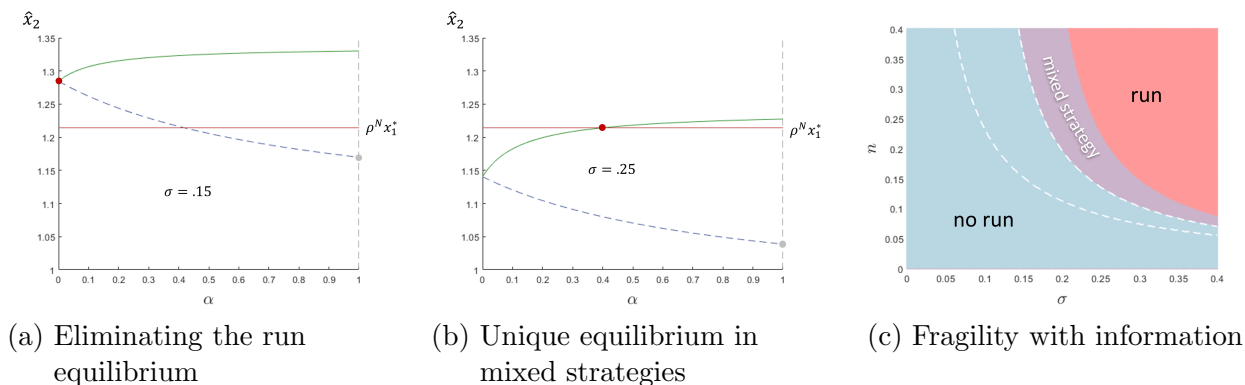 x̂₂
1.35
1.3
1.25
1.2
1.15
1.1
1.05
1
0 0.1 0.2 0.3 0.4 0.5 0.6 0.7 0.8 0.9 1
α
ρᴺx₁*
σ = .15
(a) Eliminating the run
equilibrium
x̂₂
1.35
1.3
1.25
1.2
1.15
1.1
1.05
1
0 0.1 0.2 0.3 0.4 0.5 0.6 0.7 0.8 0.9 1
α
ρᴺx₁*
σ = .25
(b) Unique equilibrium in
mixed strategies
0.4
0.35
0.3
0.25
0.2
0.15
0.1
0.05
0
n
0 0.05 0.1 0.15 0.2 0.25 0.3 0.35 0.4
σ
mixed strategy
run
no run
(c) Fragility with information